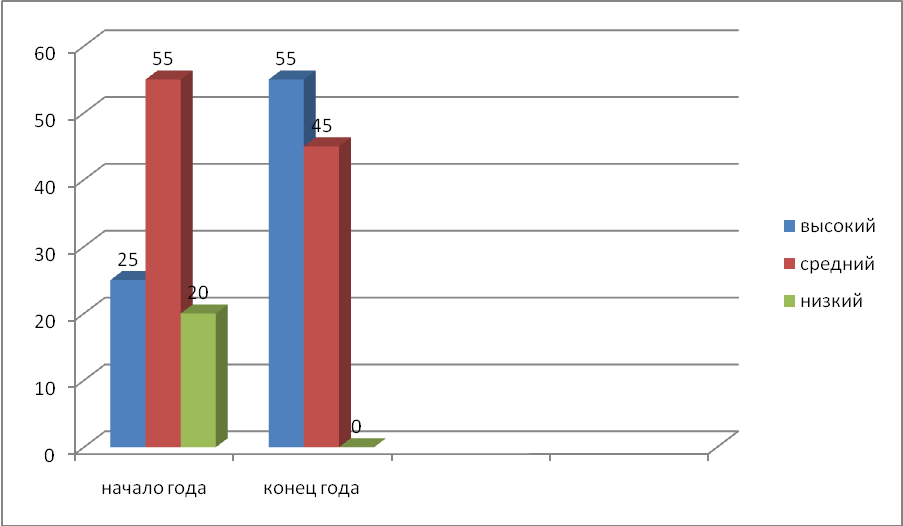 60
50
40
30
20
10
0
25
55
20
55
45
0
начало года
конец года
высокий
средний
низкий